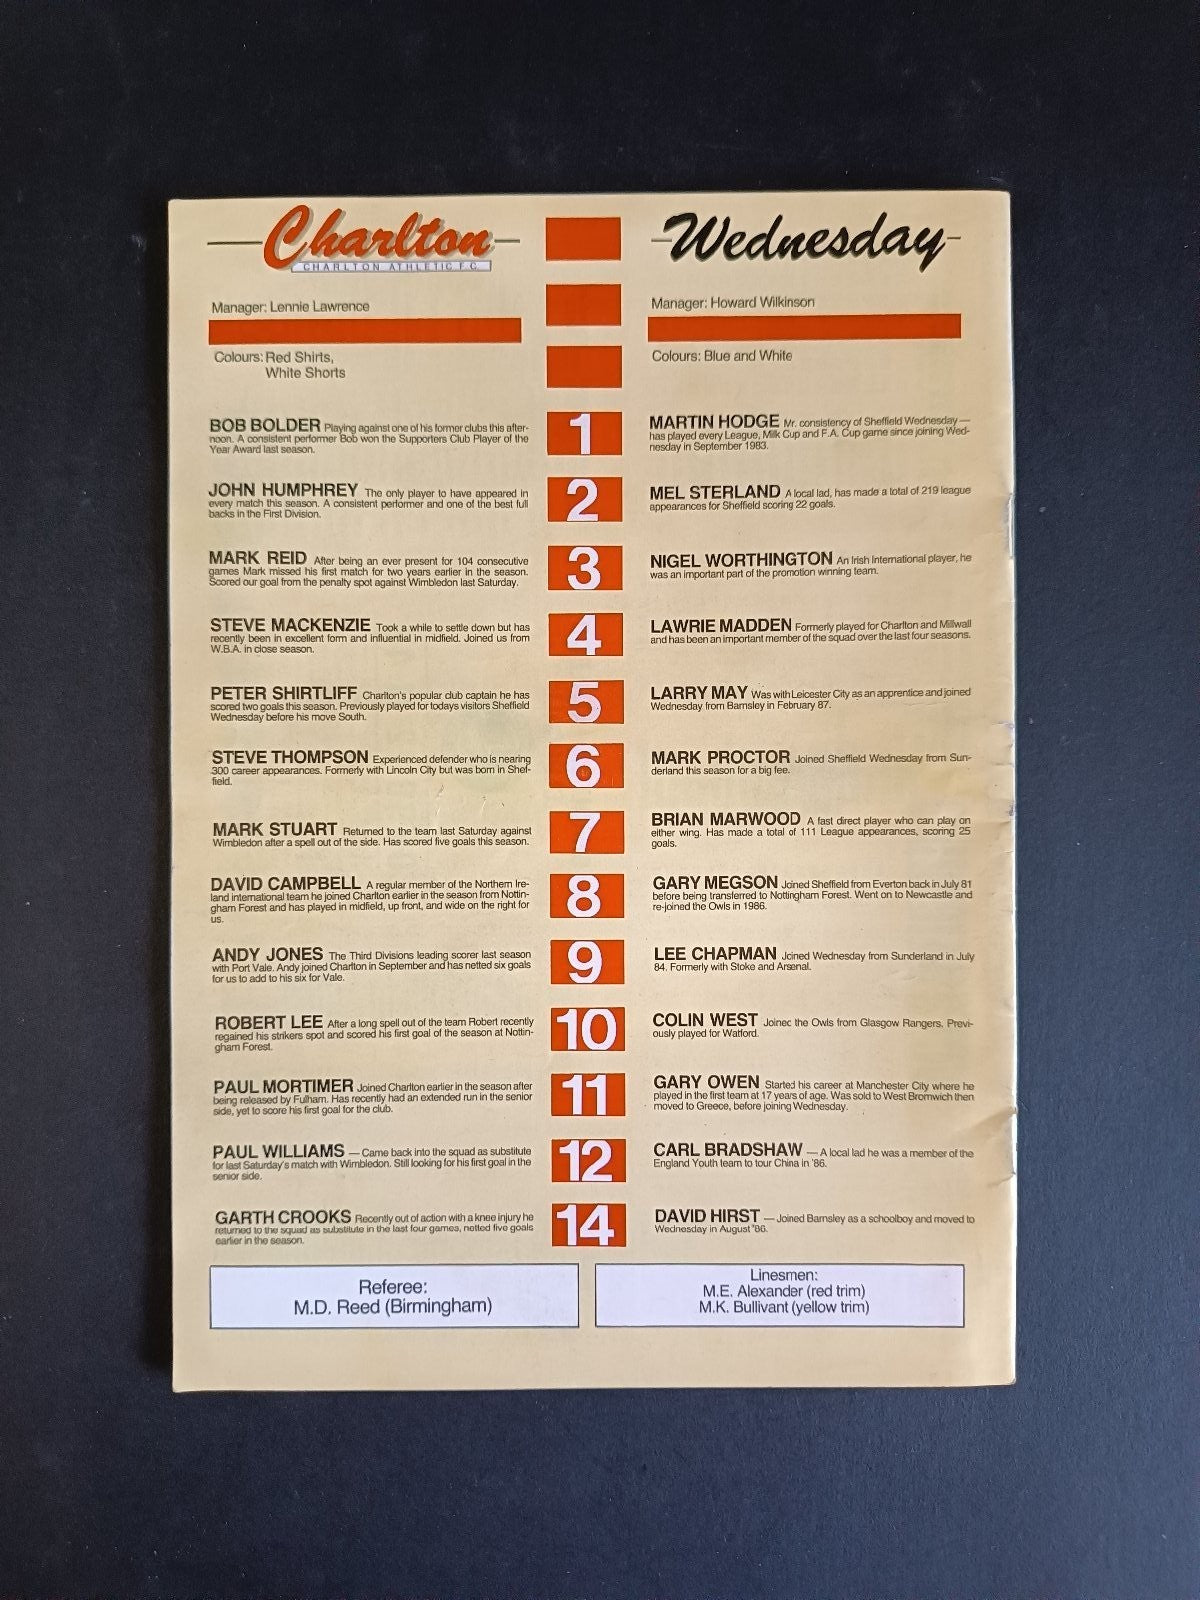 Charlton
CHARLTON ATHLETIC F.C.
Manager: Lennie Lawrence
Colours: Red Shirts,
White Shorts
Wednesday
Manager: Howard Wilkinson
Colours: Blue and White
BOB BOLDER Playing against one of his former clubs this after-
noon. A consistent performer Bob won the Supporters Club Player of the
Year Award last season.
1
MARTIN HODGE Mr. consistency of Sheffield Wednesday —
has played every League, Milk Cup and F.A. Cup game since joining Wed-
nesday in September 1983.
JOHN HUMPHREY The only player to have appeared in
every match this season. A consistent performer and one of the best full
backs in the First Division.
2
MEL STERLAND A local lad, has made a total of 219 league
appearances for Sheffield scoring 22 goals.
MARK REID After being an ever present for 104 consecutive
games Mark missed his first match for two years earlier in the season.
Scored our goal from the penalty spot against Wimbledon last Saturday.
3
NIGEL WORTHINGTON An Irish International player, he
was an important part of the promotion winning team.
STEVE MACKENZIE Took a while to settle down but has
recently been in excellent form and influential in midfield. Joined us from
W.B.A. in close season.
4
LAWRIE MADDEN Formerly played for Charlton and Millwall
and has been an important member of the squad over the last four seasons.
PETER SHIRTLIFF Charlton's popular club captain he has
scored two goals this season. Previously played for todays visitors Sheffield
Wednesday before his move South.
5
LARRY MAY Was with Leicester City as an apprentice and joined
Wednesday from Barnsley in February 87.
STEVE THOMPSON Experienced defender who is nearing
300 career appearances. Formerly with Lincoln City but was born in Shef-
field.
6
MARK PROCTOR Joined Sheffield Wednesday from Sun-
derland this season for a big fee.
MARK STUART Returned to the team last Saturday against
Wimbledon after a spell out of the side. Has scored five goals this season.
7
BRIAN MARWOOD A fast direct player who can play on
either wing. Has made a total of 111 League appearances, scoring 25
goals.
DAVID CAMPBELL A regular member of the Northern Ire-
land international team he joined Charlton earlier in the season from Nottin-
gham Forest and has played in midfield, up front, and wide on the right for
us.
8
GARY MEGSON Joined Sheffield from Everton back in July 81
before being transferred to Nottingham Forest. Went on to Newcastle and
re-joined the Owls in 1986.
ANDY JONES The Third Divisions leading scorer last season
with Port Vale. Andy joined Charlton in September and has netted six goals
for us to add to his six for Vale.
9
LEE CHAPMAN Joined Wednesday from Sunderland in July
84. Formerly with Stoke and Arsenal.
ROBERT LEE After a long spell out of the team Robert recently
regained his strikers spot and scored his first goal of the season at Nottin-
gham Forest.
10
COLIN WEST Joinec the Owls from Glasgow Rangers. Previ-
ously played for Watford.
PAUL MORTIMER Joined Charlton earlier in the season after
being released by Fulham. Has recently had an extended run in the senior
side, yet to score his first goal for the club.
11
GARY OWEN Started his career at Manchester City where he
played in the first team at 17 years of age. Was sold to West Bromwich then
moved to Greece, before joining Wednesday.
PAUL WILLIAMS — Came back into the squad as substitute
for last Saturday's match with Wimbledon. Still looking for his first goal in the
senior side.
12
CARL BRADSHAW — A local lad he was a member of the
England Youth team to tour China in '86.
GARTH CROOKS Recently out of action with a knee injury he
returned to the squad as substitute in the last four games, netted five goals
earlier in the season.
14
DAVID HIRST — Joined Barnsley as a schoolboy and moved to
Wednesday in August '86.
Referee:
M.D. Reed (Birmingham)
Linesmen:
M.E. Alexander (red trim)
M.K. Bullivant (yellow trim)